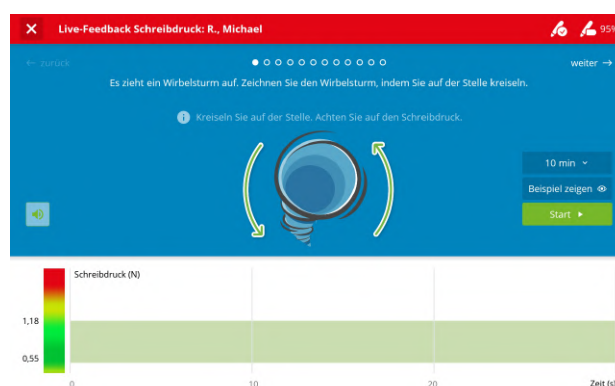 Live-Feedback Schreibdruck: R., Michael
95%
← zurück
weiter →
Es zieht ein Wirbelsturm auf. Zeichnen Sie den Wirbelsturm, indem Sie auf der Stelle kreiseln.
Kreiseln Sie auf der Stelle. Achten Sie auf den Schreibdruck.
10 min
Beispiel zeigen
Start
Schreibdruck (N)
1,18
0,55
0
10
20
Zeit (s